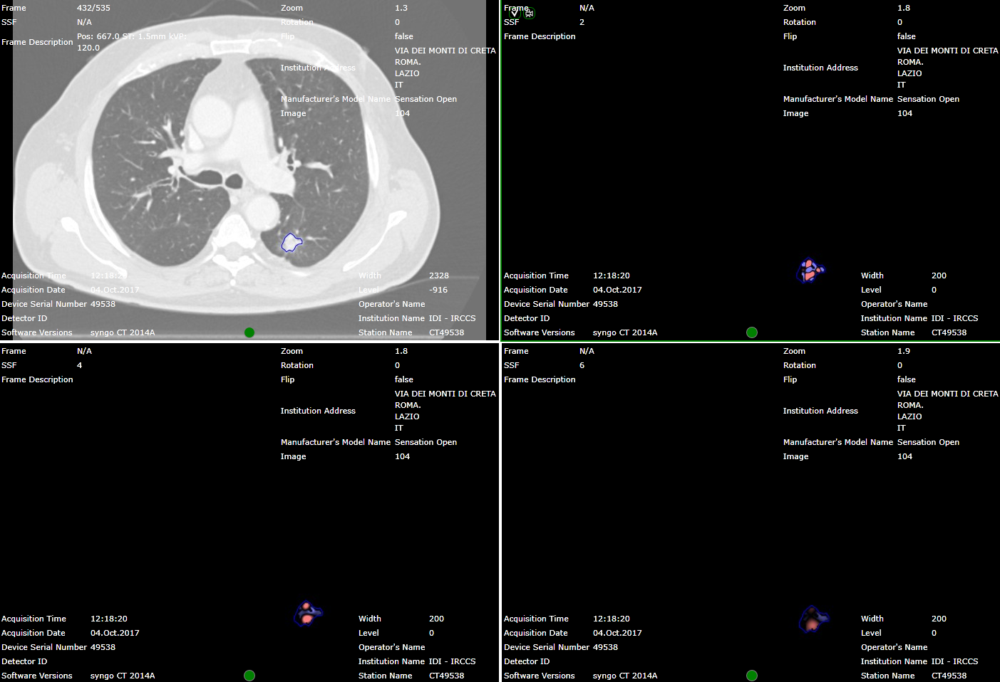 Frame 432/535 Zoom 1.3
SSF N/A Rotation 0
Frame Description Pos: 667.0 ST: 1.5mm kVP: 120.0 Flip false
Institution Address VIA DEI MONTI DI CRETA
ROMA.
LAZIO
IT
Manufacturer's Model Name Sensation Open
Image 104
Acquisition Time 12:18:20 Width 2328
Acquisition Date 04.Oct.2017 Level -916
Device Serial Number 49538 Operator's Name
Detector ID Institution Name IDI - IRCCS
Software Versions syngo CT 2014A Station Name CT49538
Frame N/A Zoom 1.8
SSF 2 Rotation 0
Frame Description Flip false
Institution Address VIA DEI MONTI DI CRETA
ROMA.
LAZIO
IT
Manufacturer's Model Name Sensation Open
Image 104
Acquisition Time 12:18:20 Width 200
Acquisition Date 04.Oct.2017 Level 0
Device Serial Number 49538 Operator's Name
Detector ID Institution Name IDI - IRCCS
Software Versions syngo CT 2014A Station Name CT49538
Frame N/A Zoom 1.8
SSF 4 Rotation 0
Frame Description Flip false
Institution Address VIA DEI MONTI DI CRETA
ROMA.
LAZIO
IT
Manufacturer's Model Name Sensation Open
Image 104
Acquisition Time 12:18:20 Width 200
Acquisition Date 04.Oct.2017 Level 0
Device Serial Number 49538 Operator's Name
Detector ID Institution Name IDI - IRCCS
Software Versions syngo CT 2014A Station Name CT49538
Frame N/A Zoom 1.9
SSF 6 Rotation 0
Frame Description Flip false
Institution Address VIA DEI MONTI DI CRETA
ROMA.
LAZIO
IT
Manufacturer's Model Name Sensation Open
Image 104
Acquisition Time 12:18:20 Width 200
Acquisition Date 04.Oct.2017 Level 0
Device Serial Number 49538 Operator's Name
Detector ID Institution Name IDI - IRCCS
Software Versions syngo CT 2014A Station Name CT49538